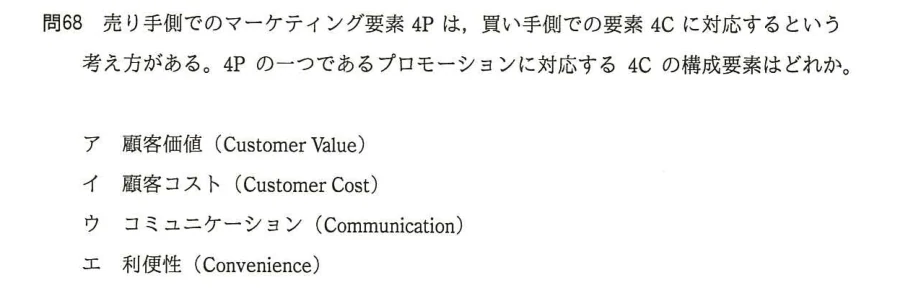 問68 売り手側でのマーケティング要素 4P は，買い手側での要素 4C に対応するという
考え方がある。4P の一つであるプロモーションに対応する 4C の構成要素はどれか。
ア 顧客価値（Customer Value）
イ 顧客コスト（Customer Cost）
ウ コミュニケーション（Communication）
エ 利便性（Convenience）